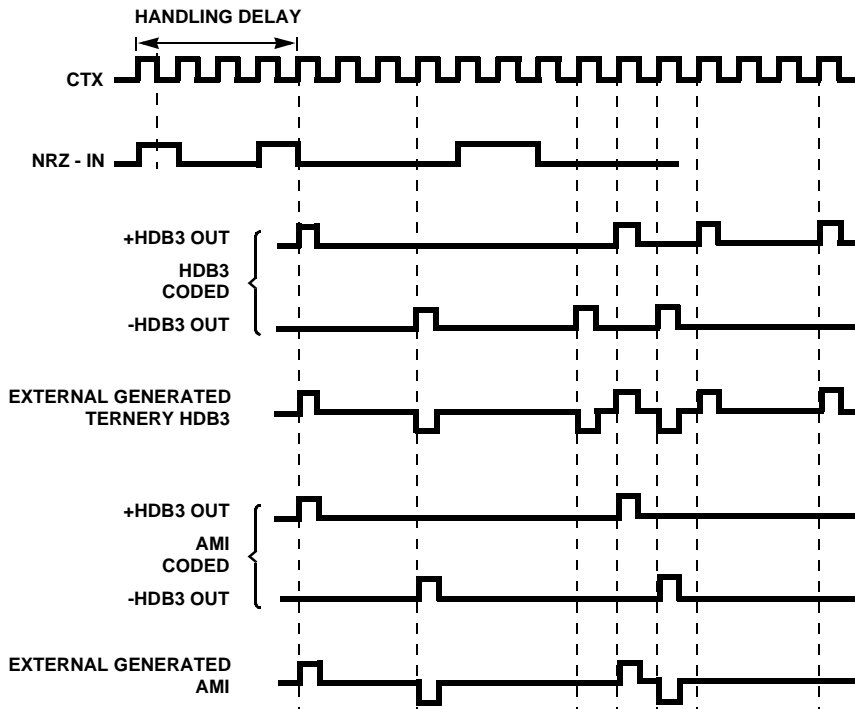 HANDLING DELAY
CTX
NRZ - IN
+HDB3 OUT
HDB3
CODED
-HDB3 OUT
EXTERNAL GENERATED
TERNERY HDB3
+HDB3 OUT
AMI
CODED
-HDB3 OUT
EXTERNAL GENERATED
AMI